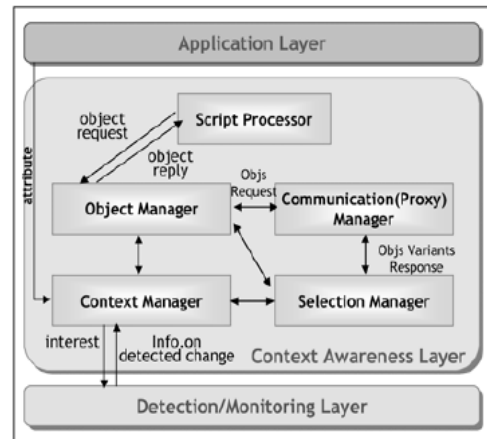 Application Layer
object
request
Script Processor
object
reply
attribute
Objs
Request
Object Manager
Communication(Proxy)
Manager
Objs Variants
Response
Context Manager
Selection Manager
interest
Info.on
detected change
Context Awareness Layer
Detection/Monitoring Layer